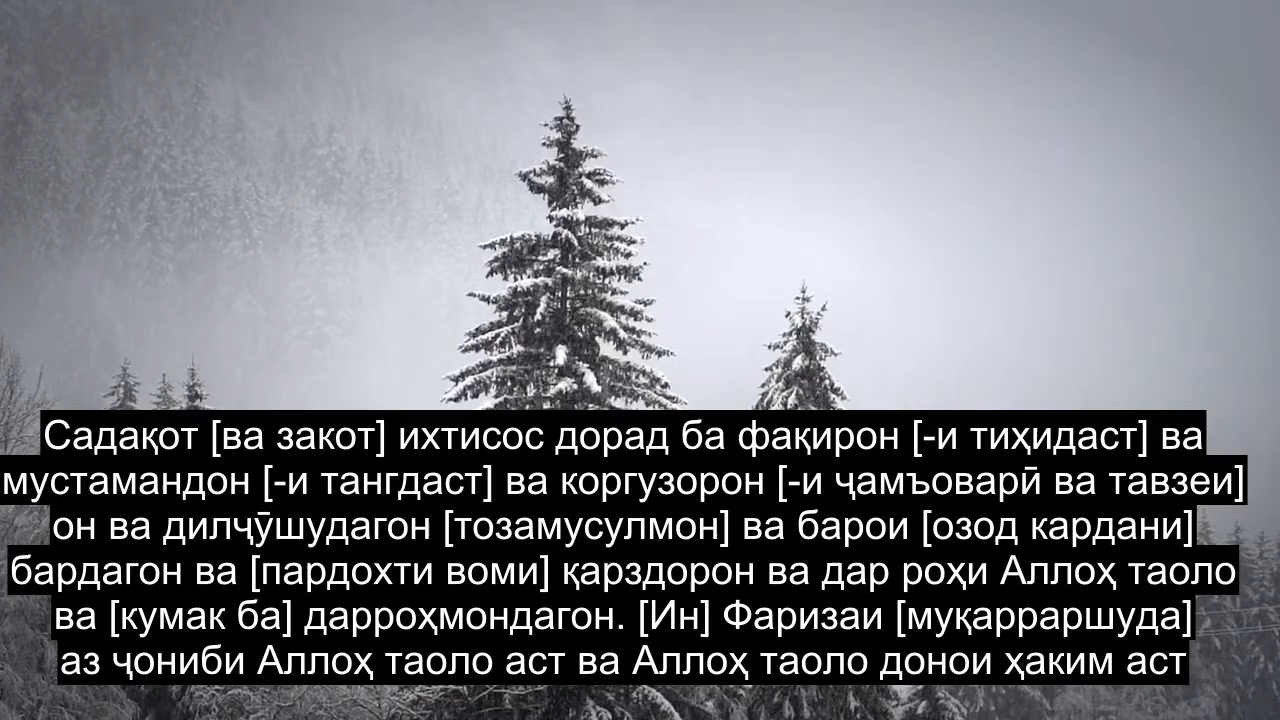 Садақот [ва закот] ихтисос дорад ба фақирон [-и тиҳидаст] ва
мустамандон [-и тангдаст] ва коргузорон [-и ҷамъоварӣ ва тавзеи]
он ва дилҷӯшудагон [тозамусулмон] ва барои [озод кардани]
бардагон ва [пардохти воми] қарздорон ва дар роҳи Аллоҳ таоло
ва [кумак ба] дарроҳмондагон. [Ин] Фаризаи [муқарраршуда]
аз ҷониби Аллоҳ таоло аст ва Аллоҳ таоло донои ҳаким аст